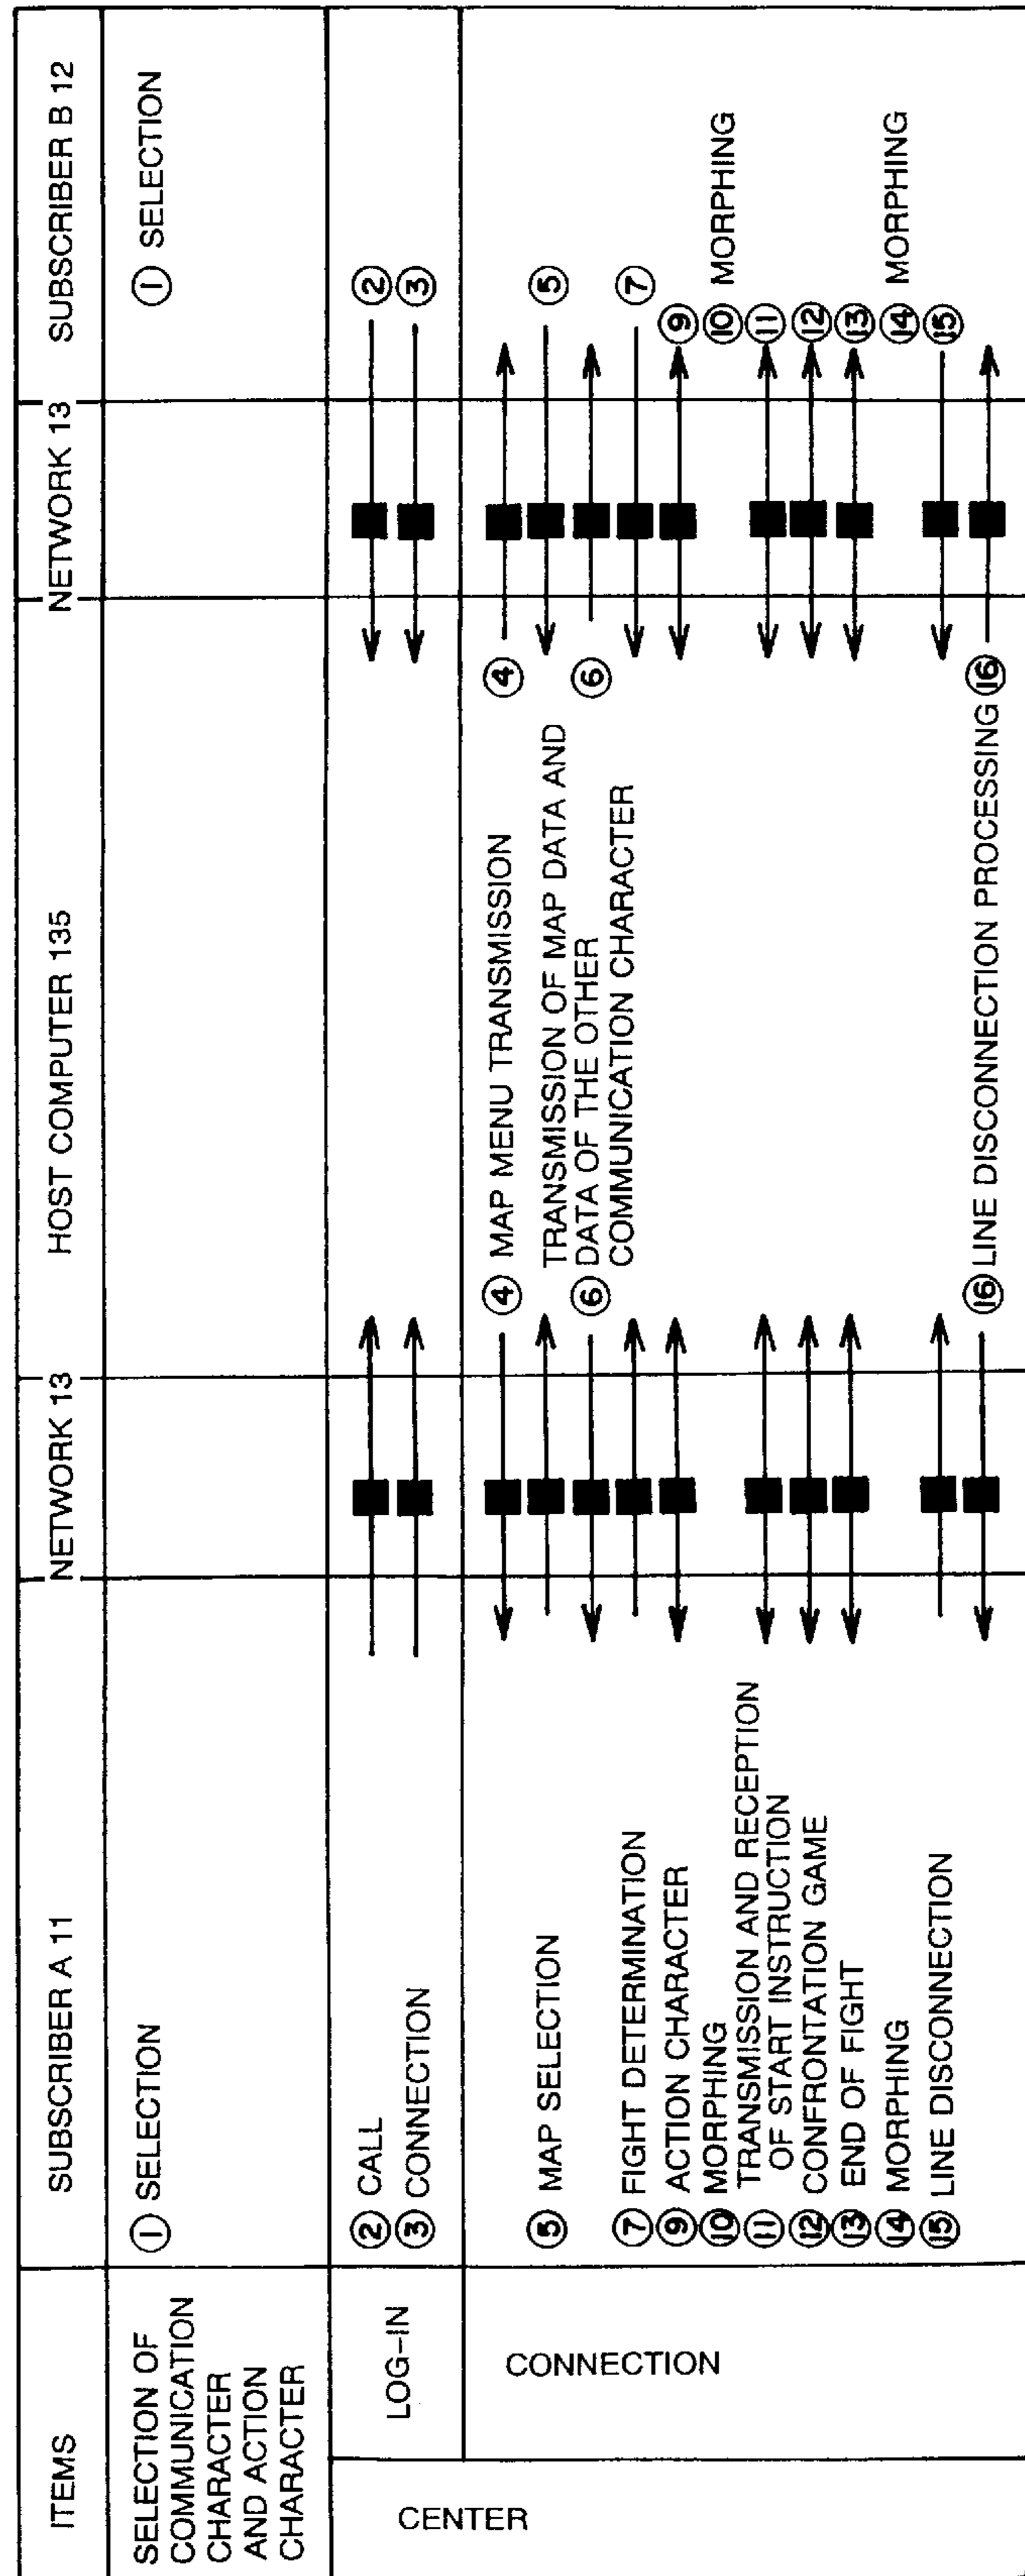 ITEMS
SUBSCRIBER A 11
NETWORK 13
HOST COMPUTER 135
NETWORK 13
SUBSCRIBER B 12
SELECTION OF
COMMUNICATION
CHARACTER
AND ACTION
CHARACTER
① SELECTION
① SELECTION
CENTER
LOG-IN
② CALL
②
③ CONNECTION
③
CONNECTION
④ MAP MENU TRANSMISSION
④
⑤ MAP SELECTION
⑤
TRANSMISSION OF MAP DATA AND
⑥ DATA OF THE OTHER
COMMUNICATION CHARACTER
⑥
⑦ FIGHT DETERMINATION
⑦
⑨ ACTION CHARACTER
⑨
⑩ MORPHING
⑩ MORPHING
TRANSMISSION AND RECEPTION
⑪ OF START INSTRUCTION
⑪
⑫ CONFRONTATION GAME
⑫
⑬ END OF FIGHT
⑬
⑭ MORPHING
⑭ MORPHING
⑮ LINE DISCONNECTION
⑮
⑯ LINE DISCONNECTION PROCESSING ⑯